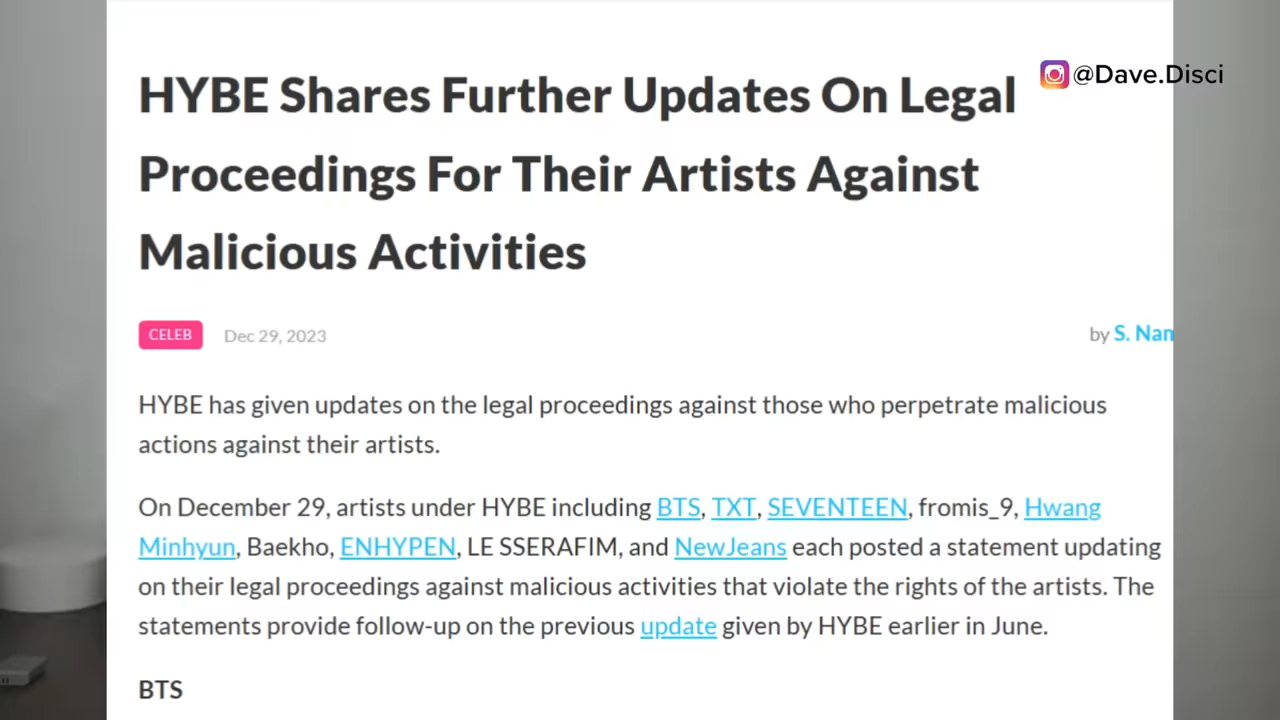 @Dave.Disci
HYBE Shares Further Updates On Legal
Proceedings For Their Artists Against
Malicious Activities
CELEB Dec 29, 2023 by S. Nan
HYBE has given updates on the legal proceedings against those who perpetrate malicious
actions against their artists.
On December 29, artists under HYBE including BTS, TXT, SEVENTEEN, fromis_9, Hwang
Minhyun, Baekho, ENHYPEN, LE SSERAFIM, and NewJeans each posted a statement updating
on their legal proceedings against malicious activities that violate the rights of the artists. The
statements provide follow-up on the previous update given by HYBE earlier in June.
BTS